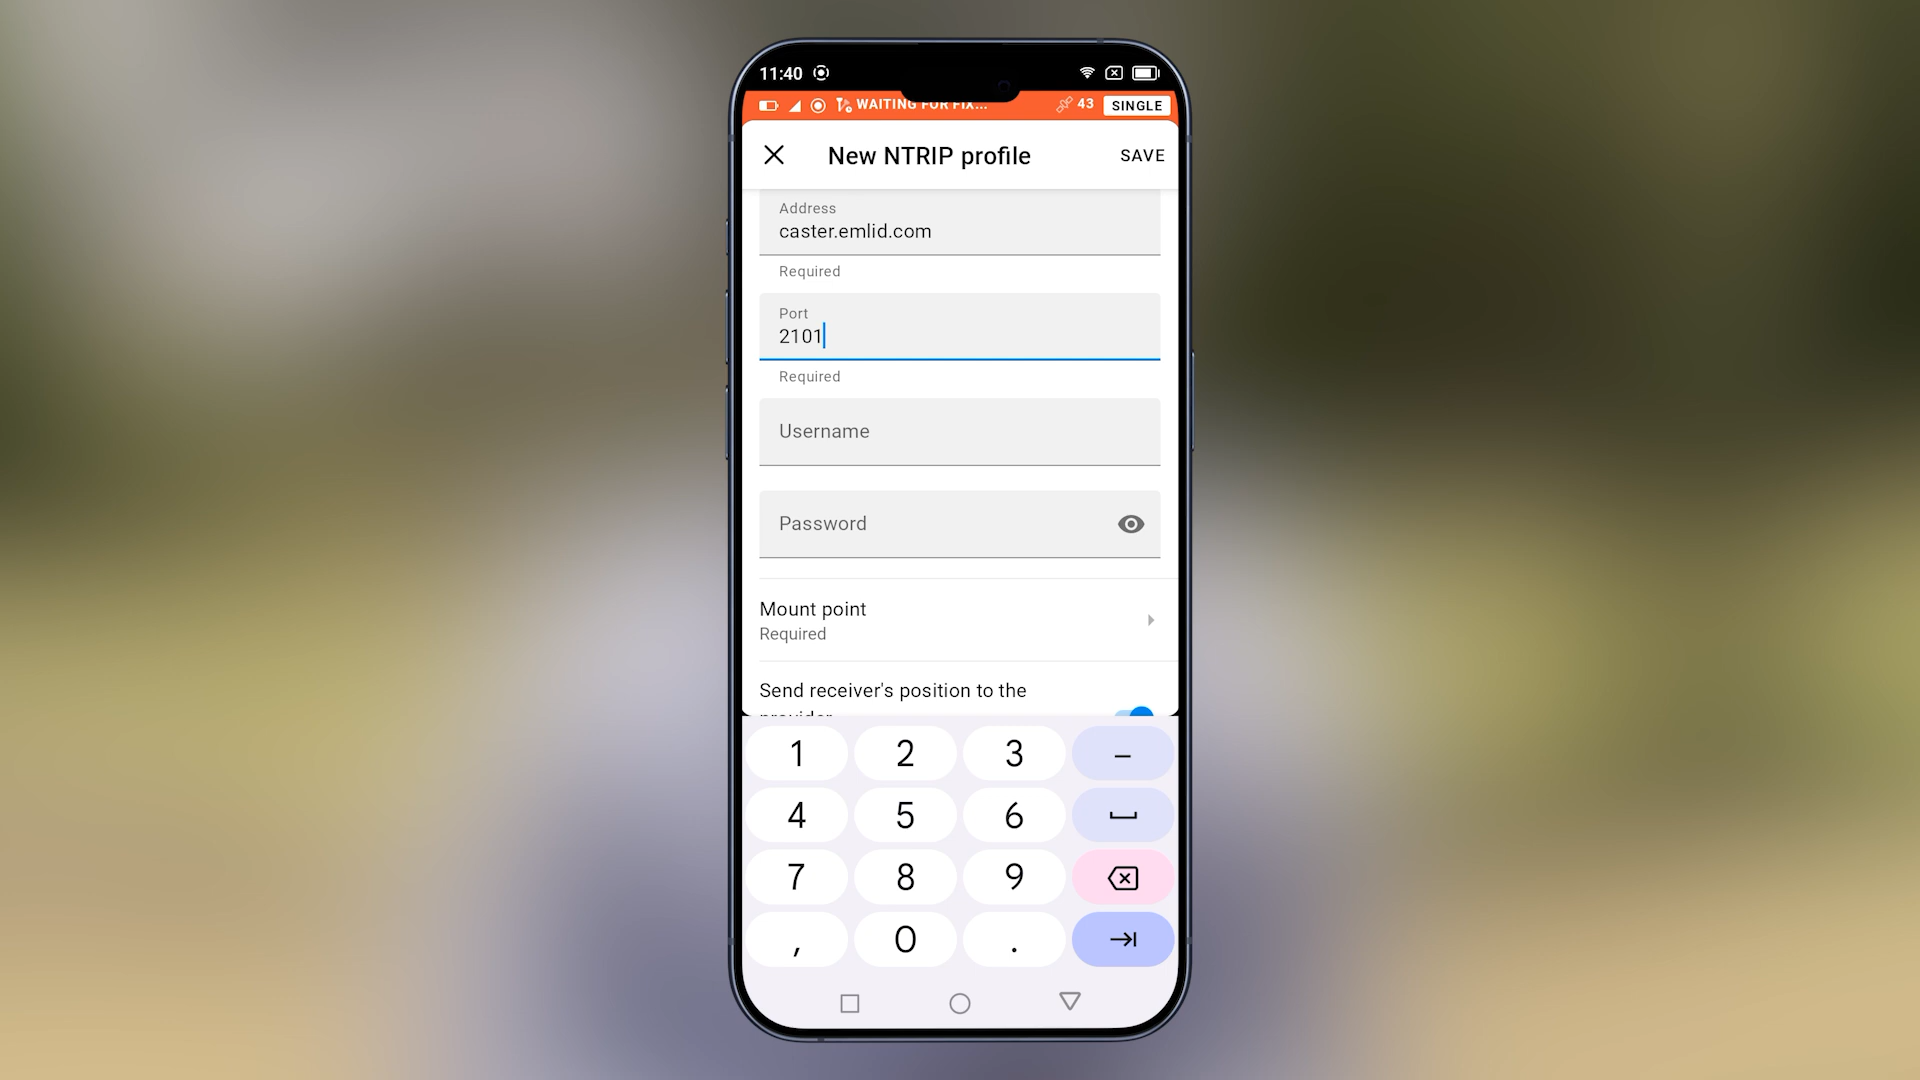 11:40
WAITING FOR FIX... 43 SINGLE
New NTRIP profile SAVE
Address
caster.emlid.com
Required
Port
2101
Required
Username
Password
Mount point
Required
Send receiver's position to the
provider
1 2 3 –
4 5 6
7 8 9
, 0 .